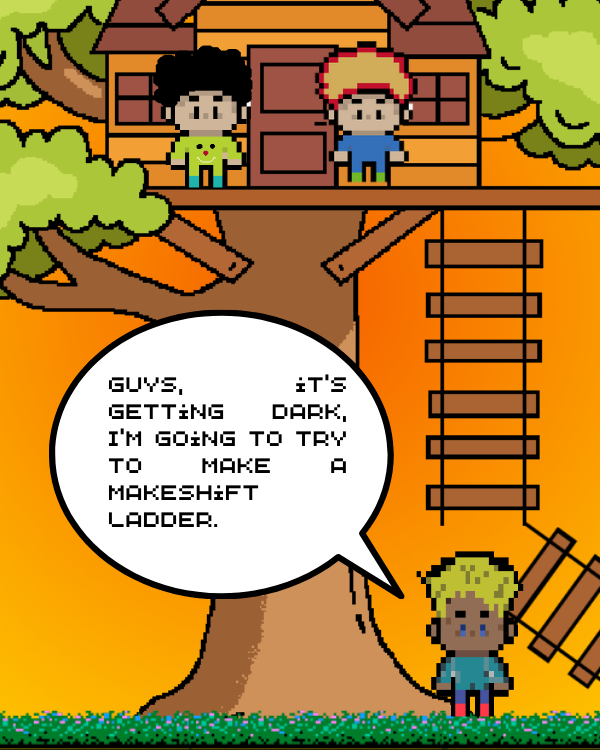 GUYS, iT'S
GETTiNG DARK,
I'M GOiNG TO TRY
TO MAKE A
MAKESHiFT
LADDER.